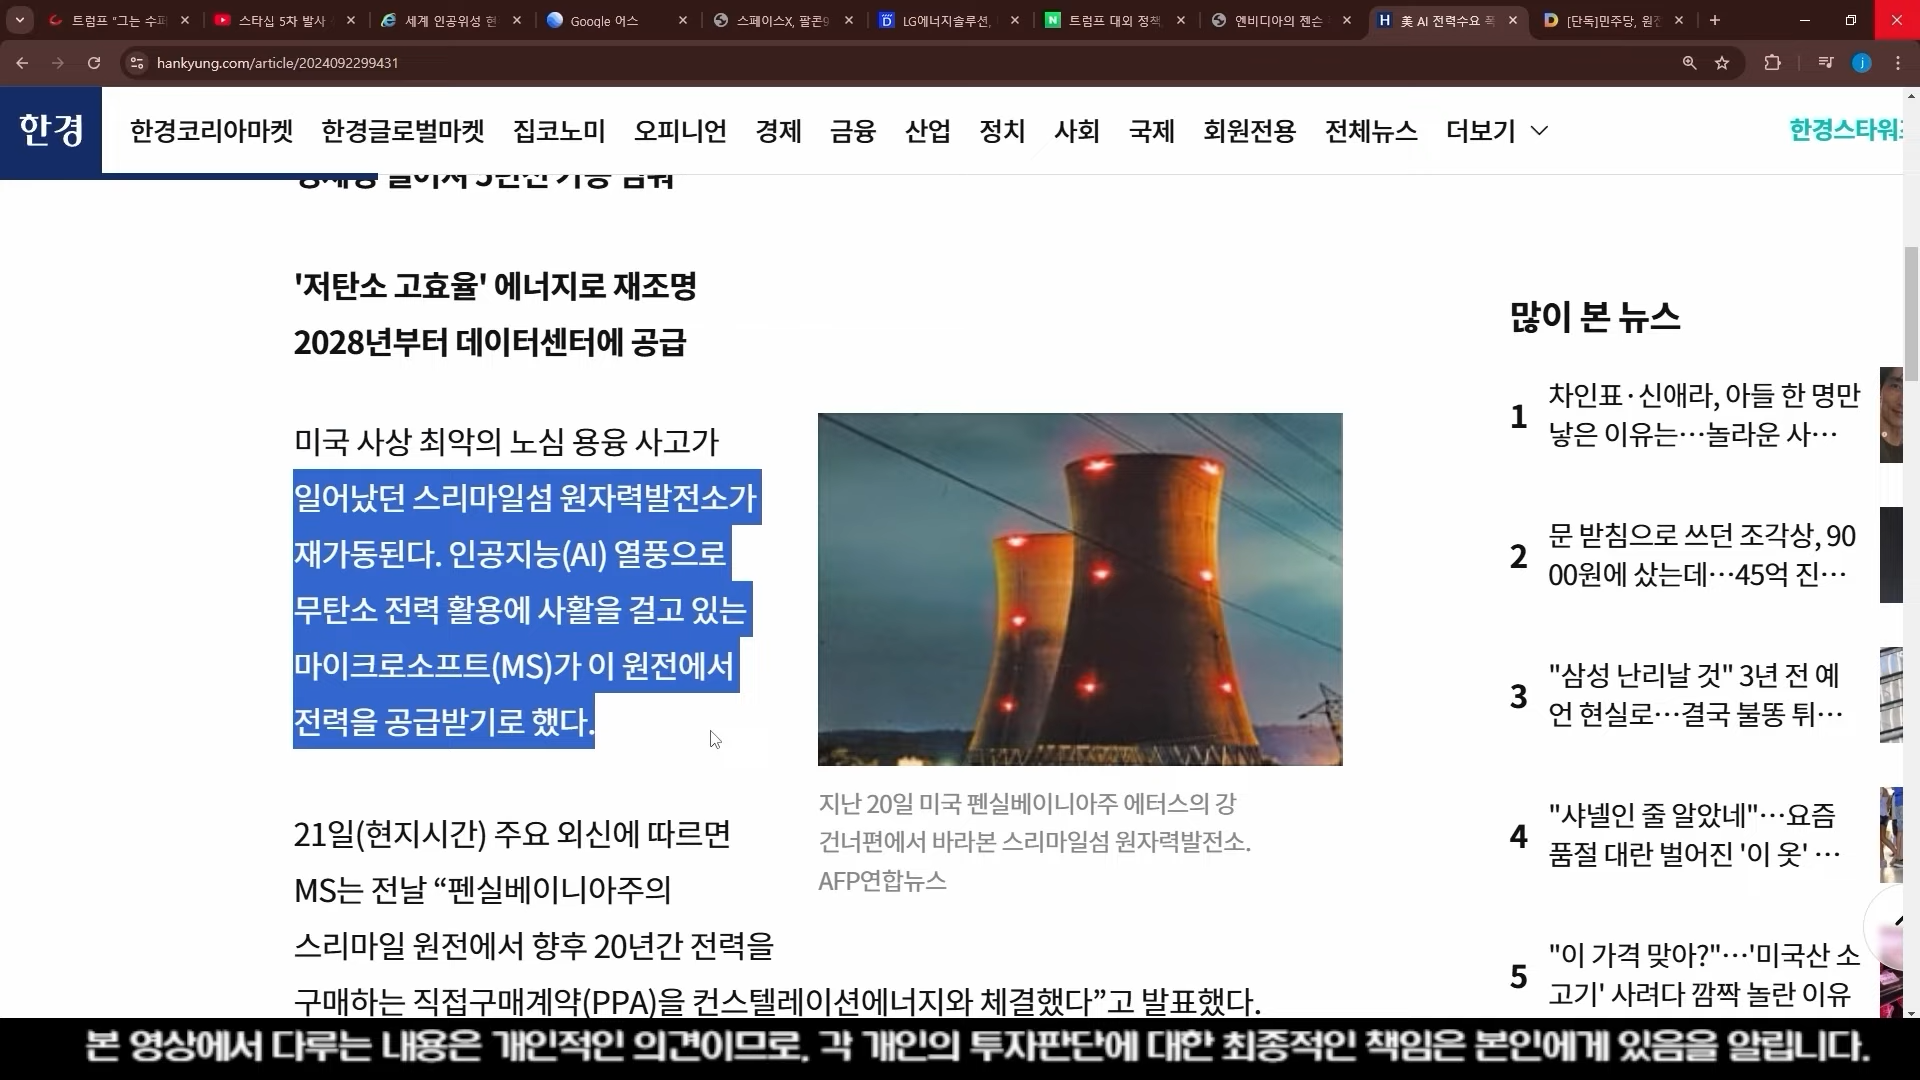 트럼프 "그는 수퍼
스타십 5차 발사
세계 인공위성 현
Google 어스
스페이스X, 팔콘9
LG에너지솔루션,
트럼프 대외 정책
엔비디아의 젠슨
美 AI 전력수요 폭
[단독]민주당, 원전
hankyung.com/article/2024092299431
한경
한경코리아마켓
한경글로벌마켓
집코노미
오피니언
경제
금융
산업
정치
사회
국제
회원전용
전체뉴스
더보기
한경스타워즈
'저탄소 고효율' 에너지로 재조명
2028년부터 데이터센터에 공급
미국 사상 최악의 노심 용융 사고가
일어났던 스리마일섬 원자력발전소가
재가동된다. 인공지능(AI) 열풍으로
무탄소 전력 활용에 사활을 걸고 있는
마이크로소프트(MS)가 이 원전에서
전력을 공급받기로 했다.
21일(현지시간) 주요 외신에 따르면
MS는 전날 “펜실베이니아주의
스리마일 원전에서 향후 20년간 전력을
구매하는 직접구매계약(PPA)을 컨스텔레이션에너지와 체결했다”고 발표했다.
지난 20일 미국 펜실베이니아주 에터스의 강
건너편에서 바라본 스리마일섬 원자력발전소.
AFP연합뉴스
많이 본 뉴스
1
차인표·신애라, 아들 한 명만
낳은 이유는…놀라운 사…
2
문 받침으로 쓰던 조각상, 90
00원에 샀는데…45억 진…
3
"삼성 난리날 것" 3년 전 예
언 현실로…결국 불똥 튀…
4
"샤넬인 줄 알았네"…요즘
품절 대란 벌어진 '이 옷' …
5
"이 가격 맞아?"…'미국산 소
고기' 사려다 깜짝 놀란 이유
본 영상에서 다루는 내용은 개인적인 의견이므로, 각 개인의 투자판단에 대한 최종적인 책임은 본인에게 있음을 알립니다.